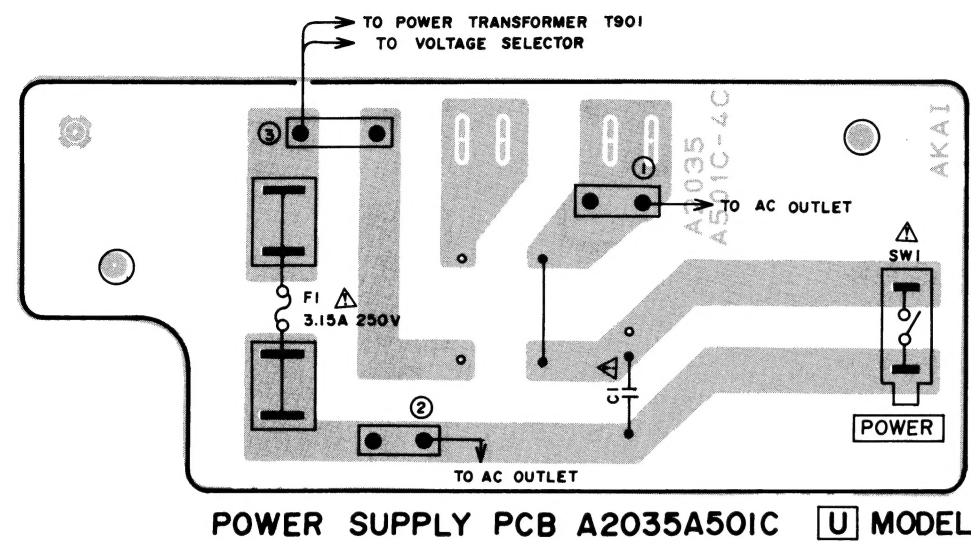 TO POWER TRANSFORMER T901
TO VOLTAGE SELECTOR
3
1
A2035
A501C-4C
AKAI
TO AC OUTLET
SW1
F1
3.15A 250V
C1
2
POWER
TO AC OUTLET
POWER SUPPLY PCB A2035A501C U MODEL